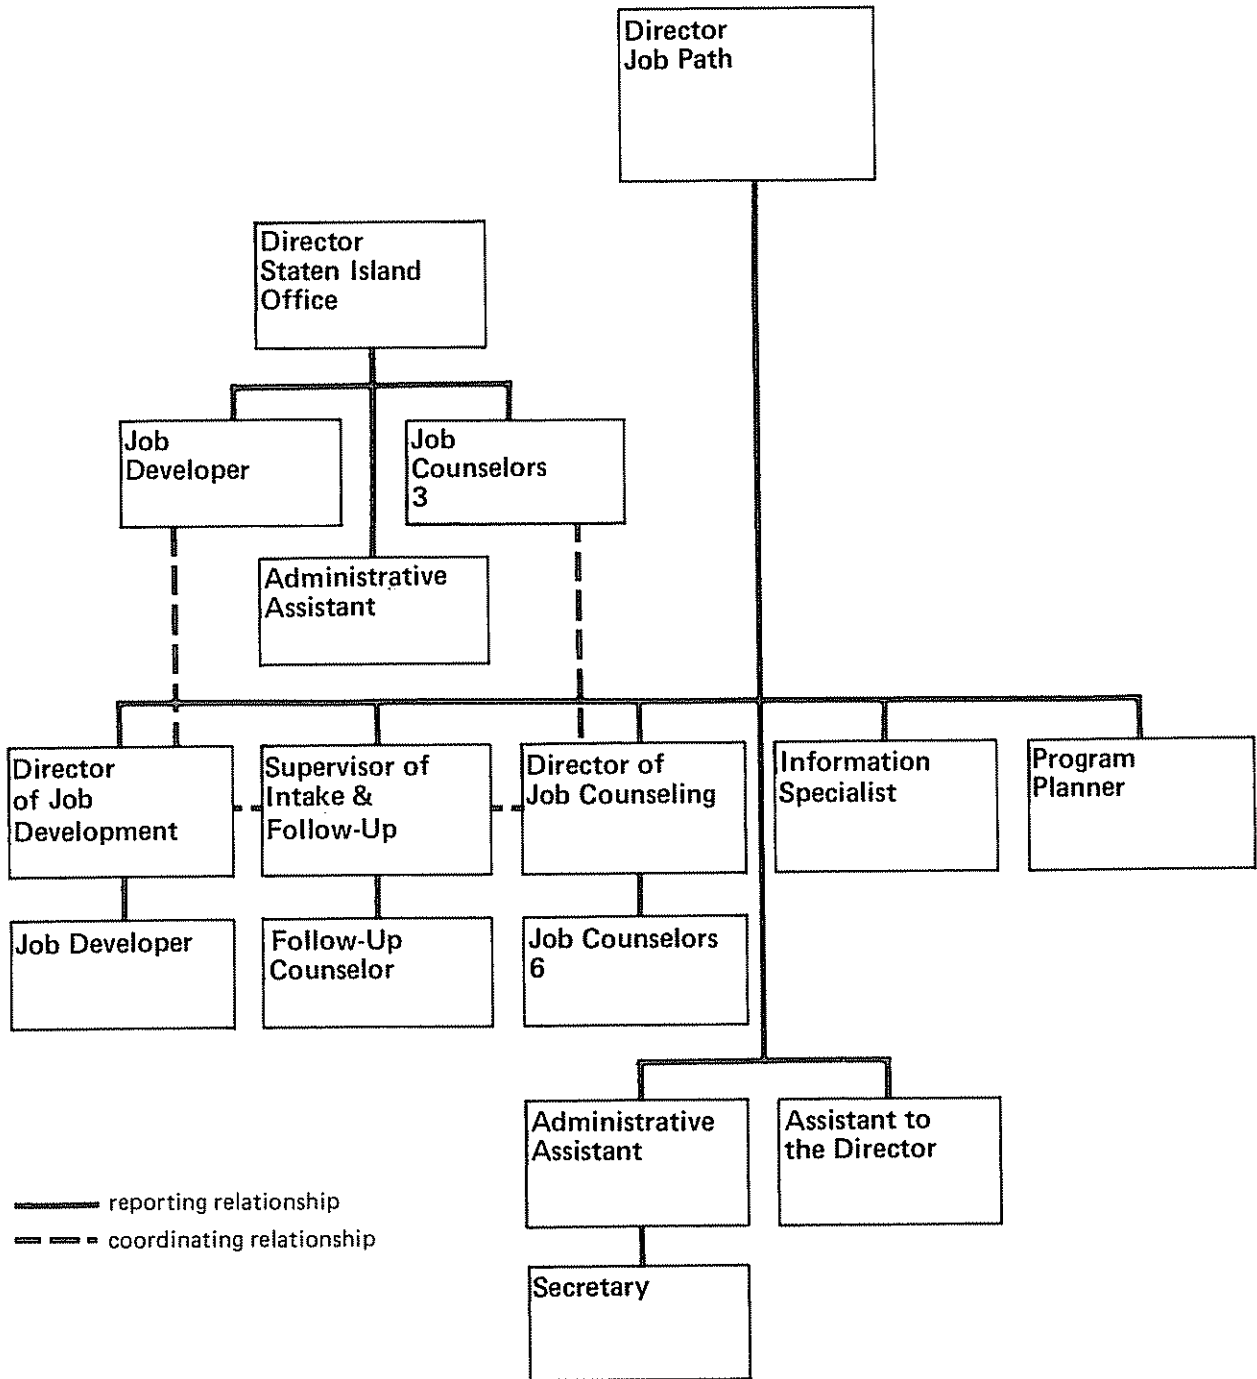 Director
Job Path
Director
Staten Island
Office
Job
Developer
Job
Counselors
3
Administrative
Assistant
Director
of Job
Development
Supervisor of
Intake &
Follow-Up
Director of
Job Counseling
Information
Specialist
Program
Planner
Job Developer
Follow-Up
Counselor
Job Counselors
6
Administrative
Assistant
Assistant to
the Director
Secretary
reporting relationship
coordinating relationship